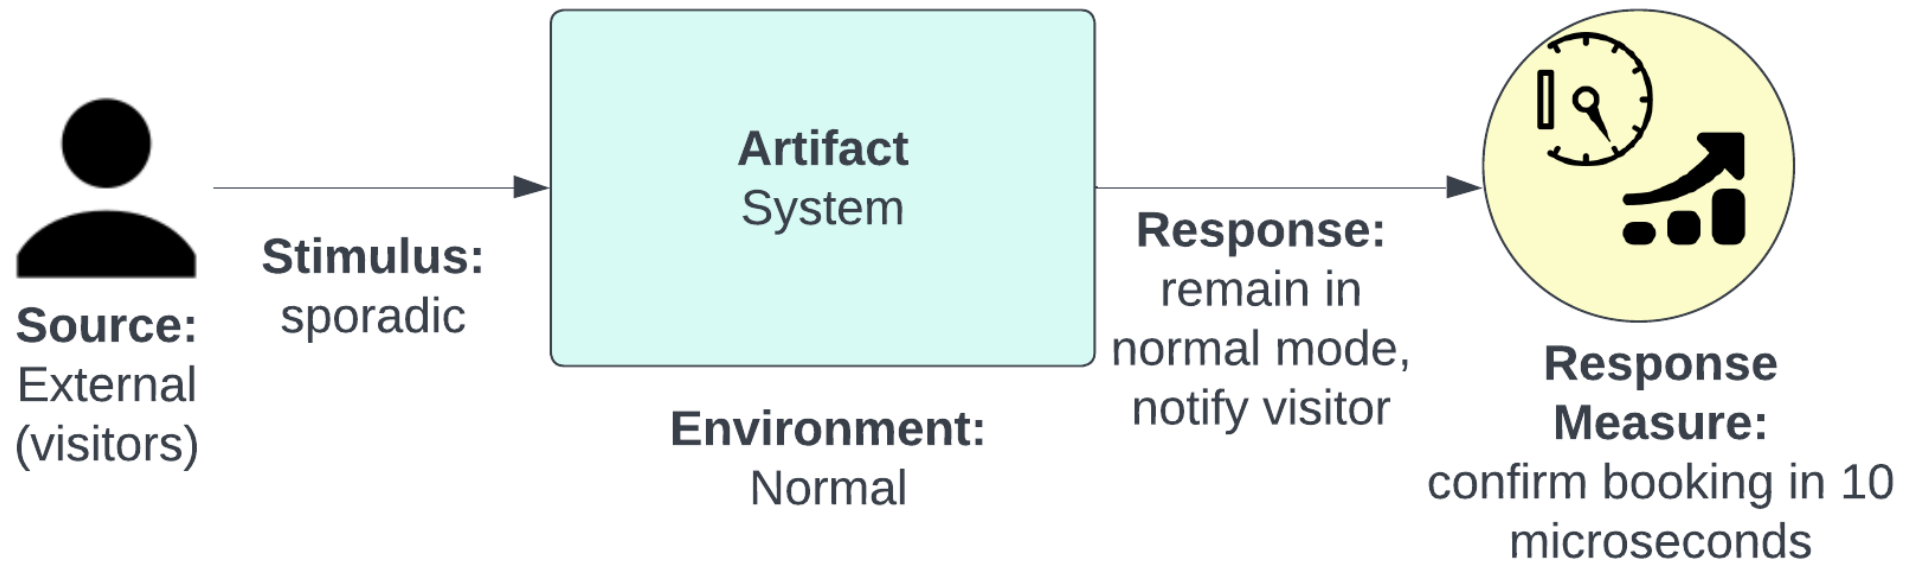 Source:
External
(visitors)
Stimulus:
sporadic
Artifact
System
Environment:
Normal
Response:
remain in
normal mode,
notify visitor
Response
Measure:
confirm booking in 10
microseconds